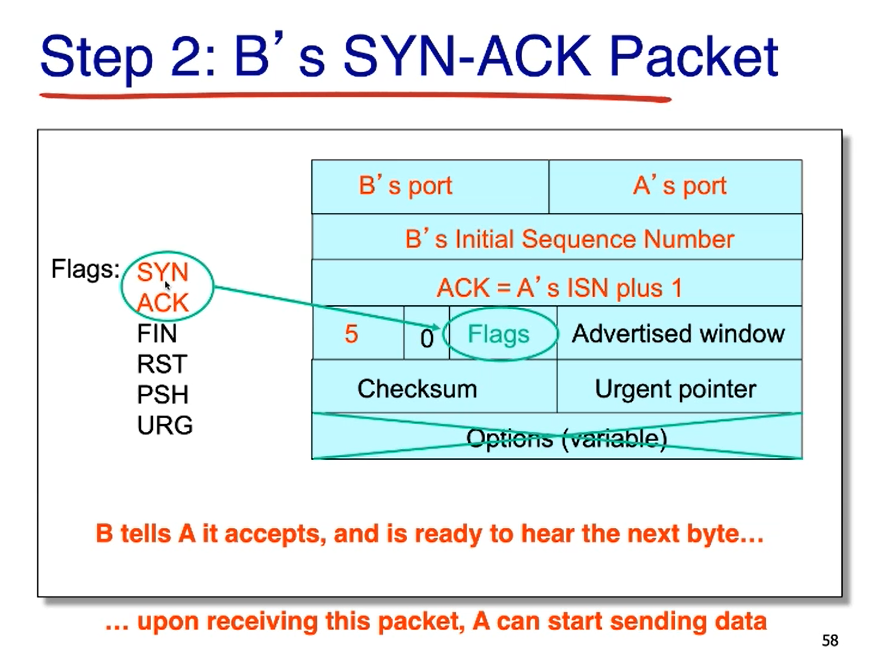 Step 2: B’s SYN-ACK Packet
B’s port A’s port
B’s Initial Sequence Number
Flags: SYN
ACK = A’s ISN plus 1
ACK
FIN
5 0 Flags Advertised window
RST
PSH
Checksum Urgent pointer
URG
Options (variable)
B tells A it accepts, and is ready to hear the next byte…
… upon receiving this packet, A can start sending data
58